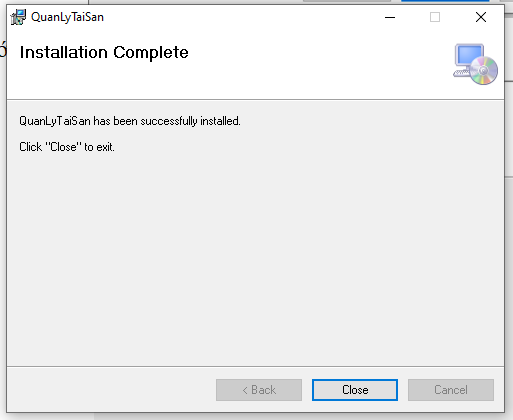 QuanLyTaiSan
Installation Complete
QuanLyTaiSan has been successfully installed.
Click "Close" to exit.
< Back
Close
Cancel